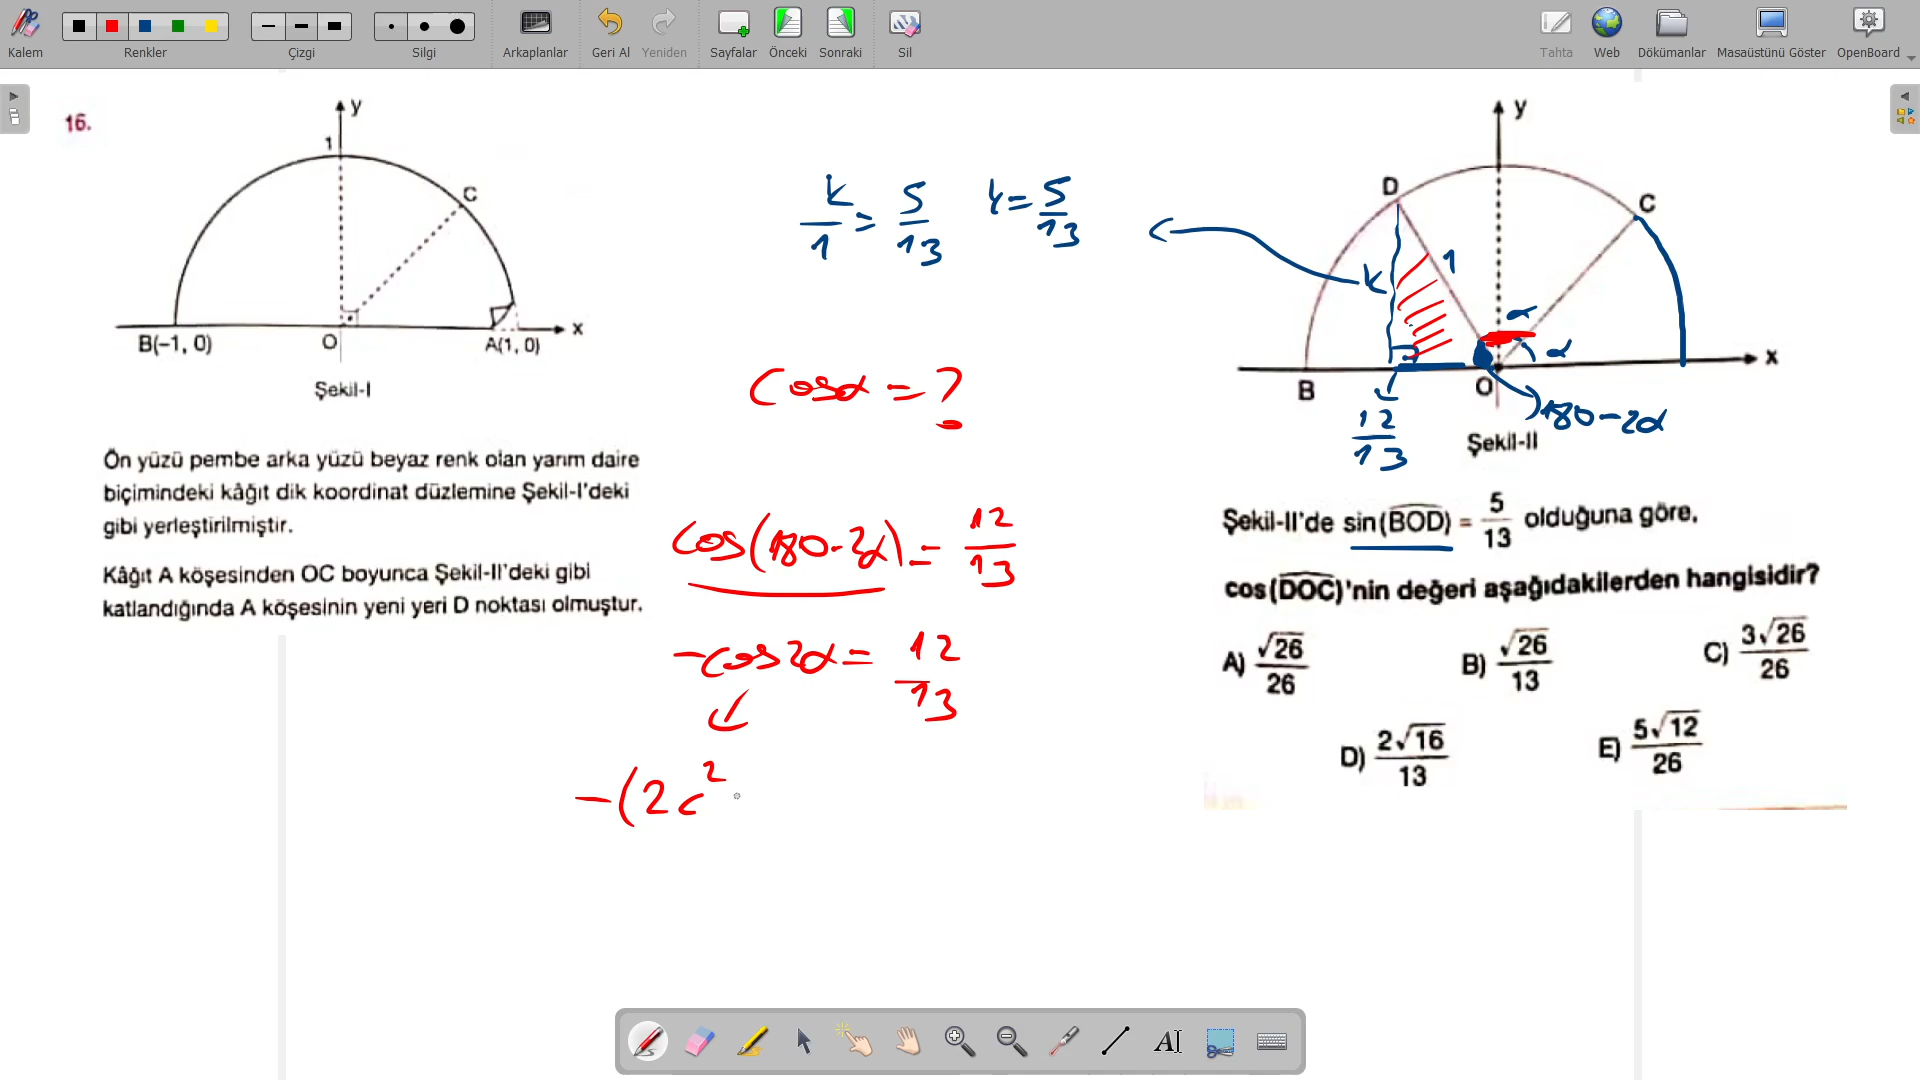 Kalem
Renkler
Çizgi
Silgi
Arkaplanlar
Geri Al
Yeniden
Sayfalar
Önceki
Sonraki
Sil
Tahta
Web
Dökümanlar
Masaüstünü Göster
OpenBoard
16.
y
1
C
B(−1, 0)
O
A(1, 0)
x
Şekil-I
Ön yüzü pembe arka yüzü beyaz renk olan yarım daire
biçimindeki kâğıt dik koordinat düzlemine Şekil-I'deki
gibi yerleştirilmiştir.
Kâğıt A köşesinden OC boyunca Şekil-II'deki gibi
katlandığında A köşesinin yeni yeri D noktası olmuştur.
k/1 = 5/13 k = 5/13
cosα = ?
cos(180-2α) = 12/13
-cos2α = 12/13
-(2c²
y
D
C
k
1
α
α
x
B
O
12/13
180-2α
Şekil-II
Şekil-II'de sin(BOD) = 5/13 olduğuna göre,
cos(DOC)'nin değeri aşağıdakilerden hangisidir?
A) √26/26
B) √26/13
C) 3√26/26
D) 2√16/13
E) 5√12/26